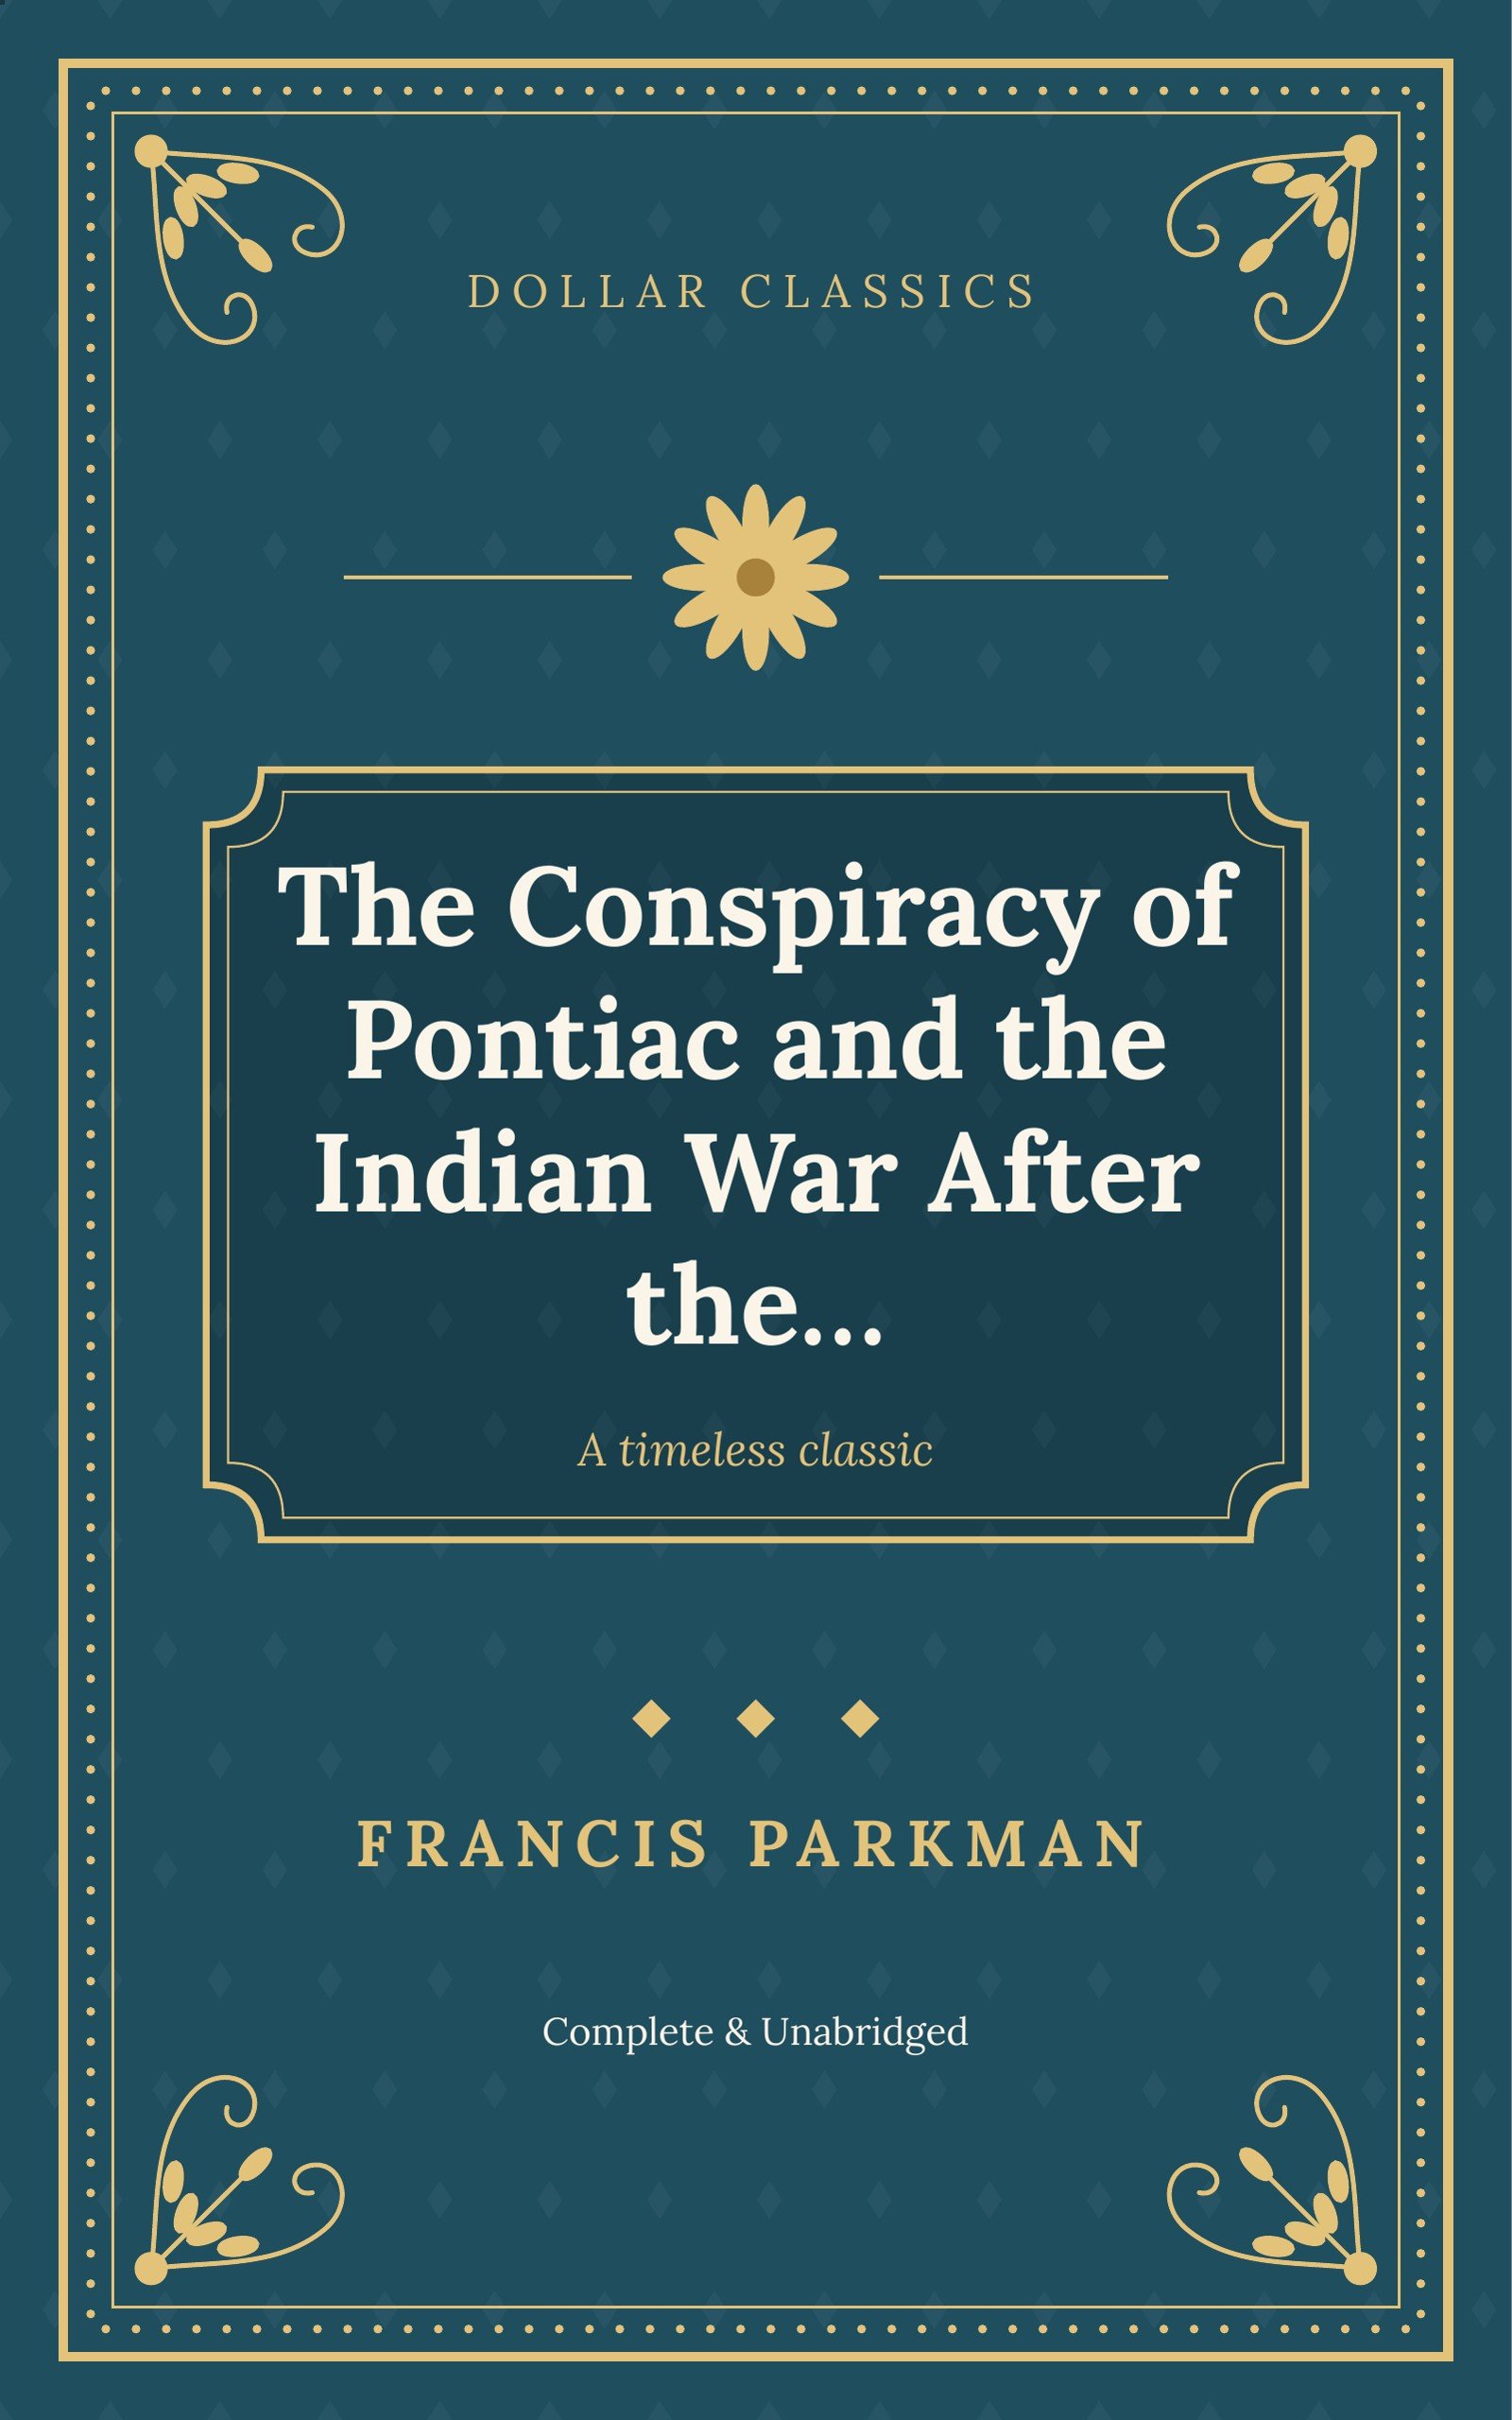 DOLLAR CLASSICS
The Conspiracy of
Pontiac and the
Indian War After
the...
A timeless classic
FRANCIS PARKMAN
Complete & Unabridged